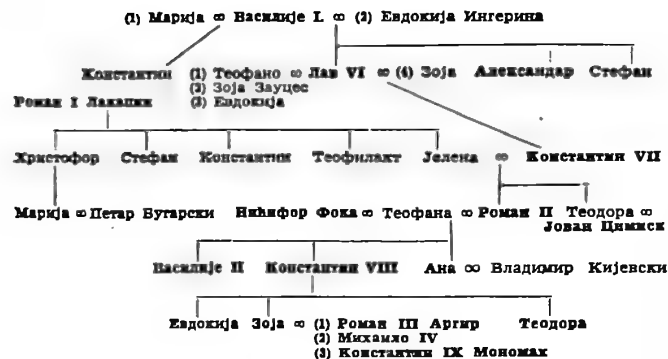 (1) Марија ∞ Василије I. ∞ (2) Евдокија Ингерина
Константин (1) Теофано ∞ Лав VI ∞ (4) Зоја Александар Стефан
(2) Зоја Зауцес
(3) Евдокија
Роман I Лакапин
Христофор Стефан Константин Теофилакт Јелена ∞ Константин VII
Марија ∞ Петар Бугарски Нићифор Фока ∞ Теофана ∞ Роман II Теодора ∞
Јован Цимиск
Василије II Константин VIII Ана ∞ Владимир Кијевски
Евдокија Зоја ∞ (1) Роман III Аргир Теодора
(2) Михаило IV
(3) Константин IX Мономах